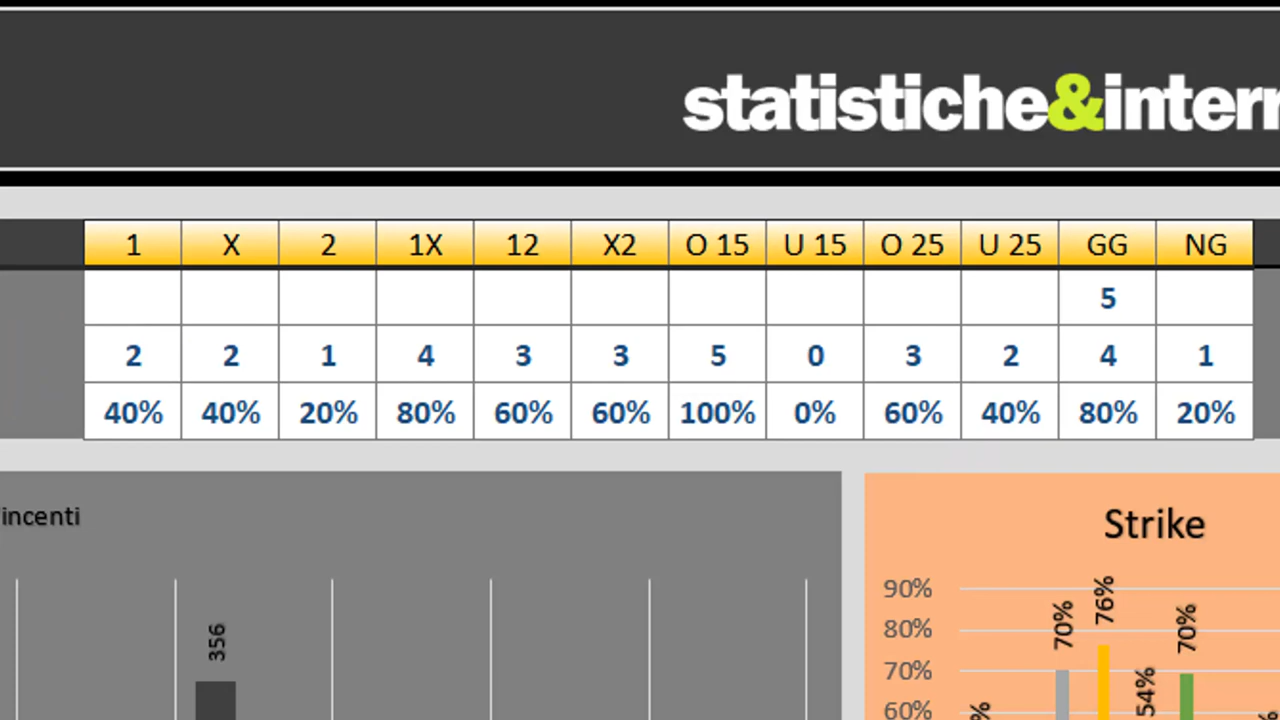 statistiche&inter
1 X 2 1X 12 X2 O 15 U 15 O 25 U 25 GG NG
5
2 2 1 4 3 3 5 0 3 2 4 1
40% 40% 20% 80% 60% 60% 100% 0% 60% 40% 80% 20%
incenti
Strike
90%
80%
70%
60%
356
70%
76%
54%
70%